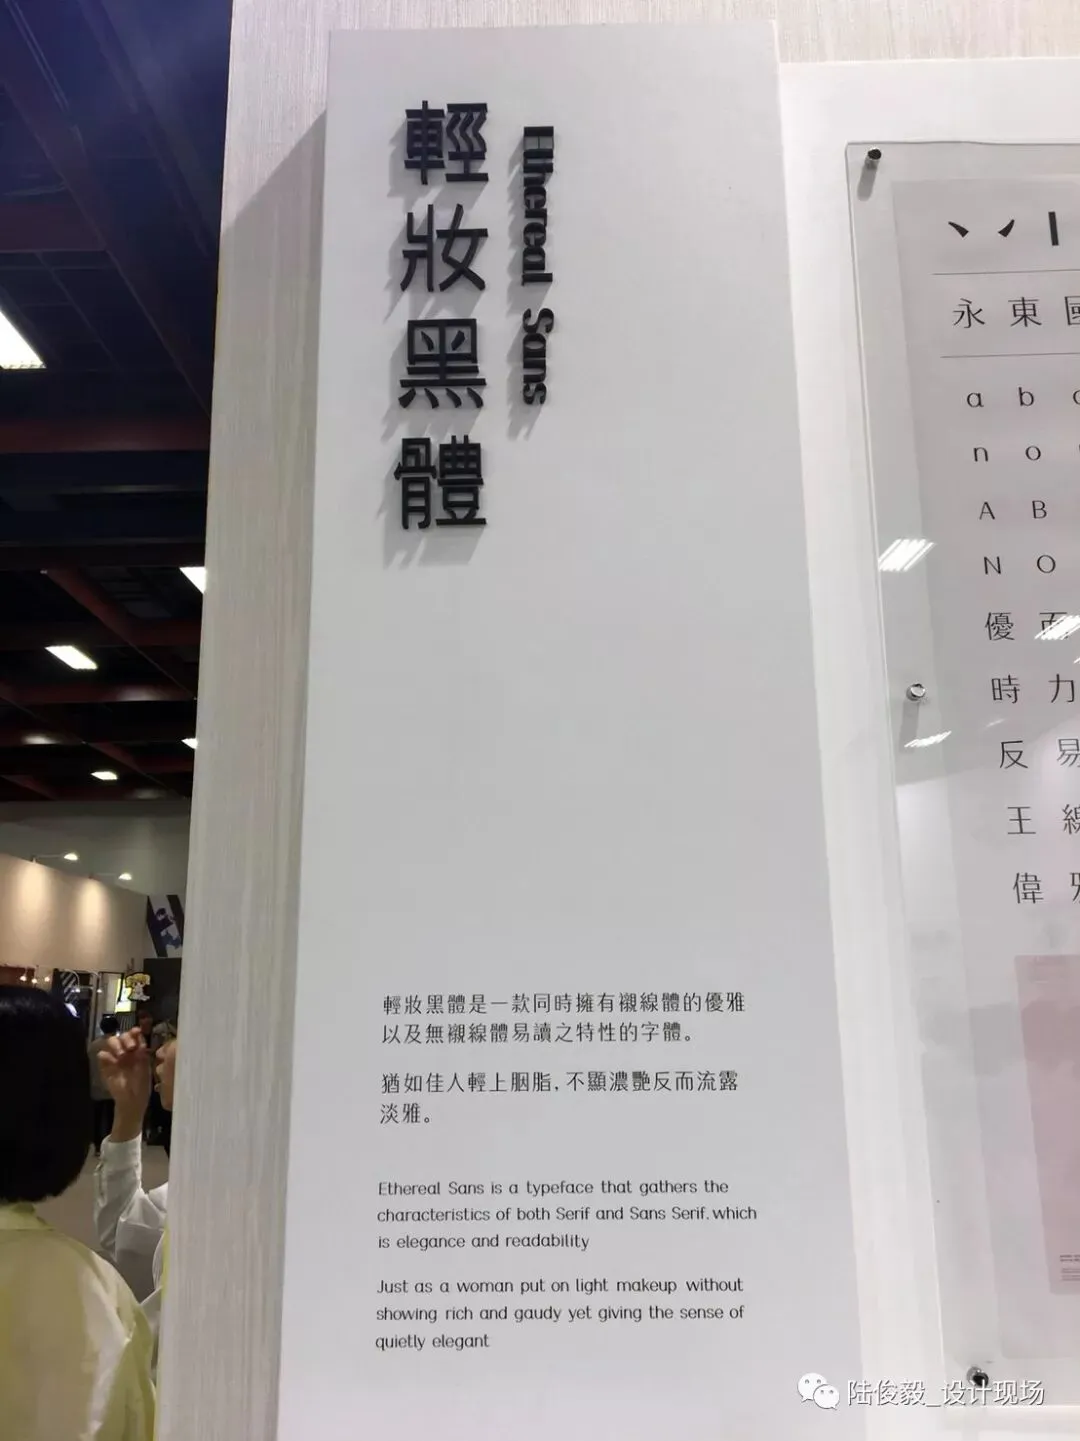 輕妝黑體
Ethereal Sans
輕妝黑體是一款同時擁有襯線體的優雅
以及無襯線體易讀之特性的字體。
猶如佳人輕上胭脂，不顯濃艷反而流露
淡雅。
Ethereal Sans is a typeface that gathers the
characteristics of both Serif and Sans Serif, which
is elegance and readability
Just as a woman put on light makeup without
showing rich and gaudy yet giving the sense of
quietly elegant
永東國
a b c
n o
A B
N O
優而
時力
反易
王線
偉雅
陆俊毅_设计现场